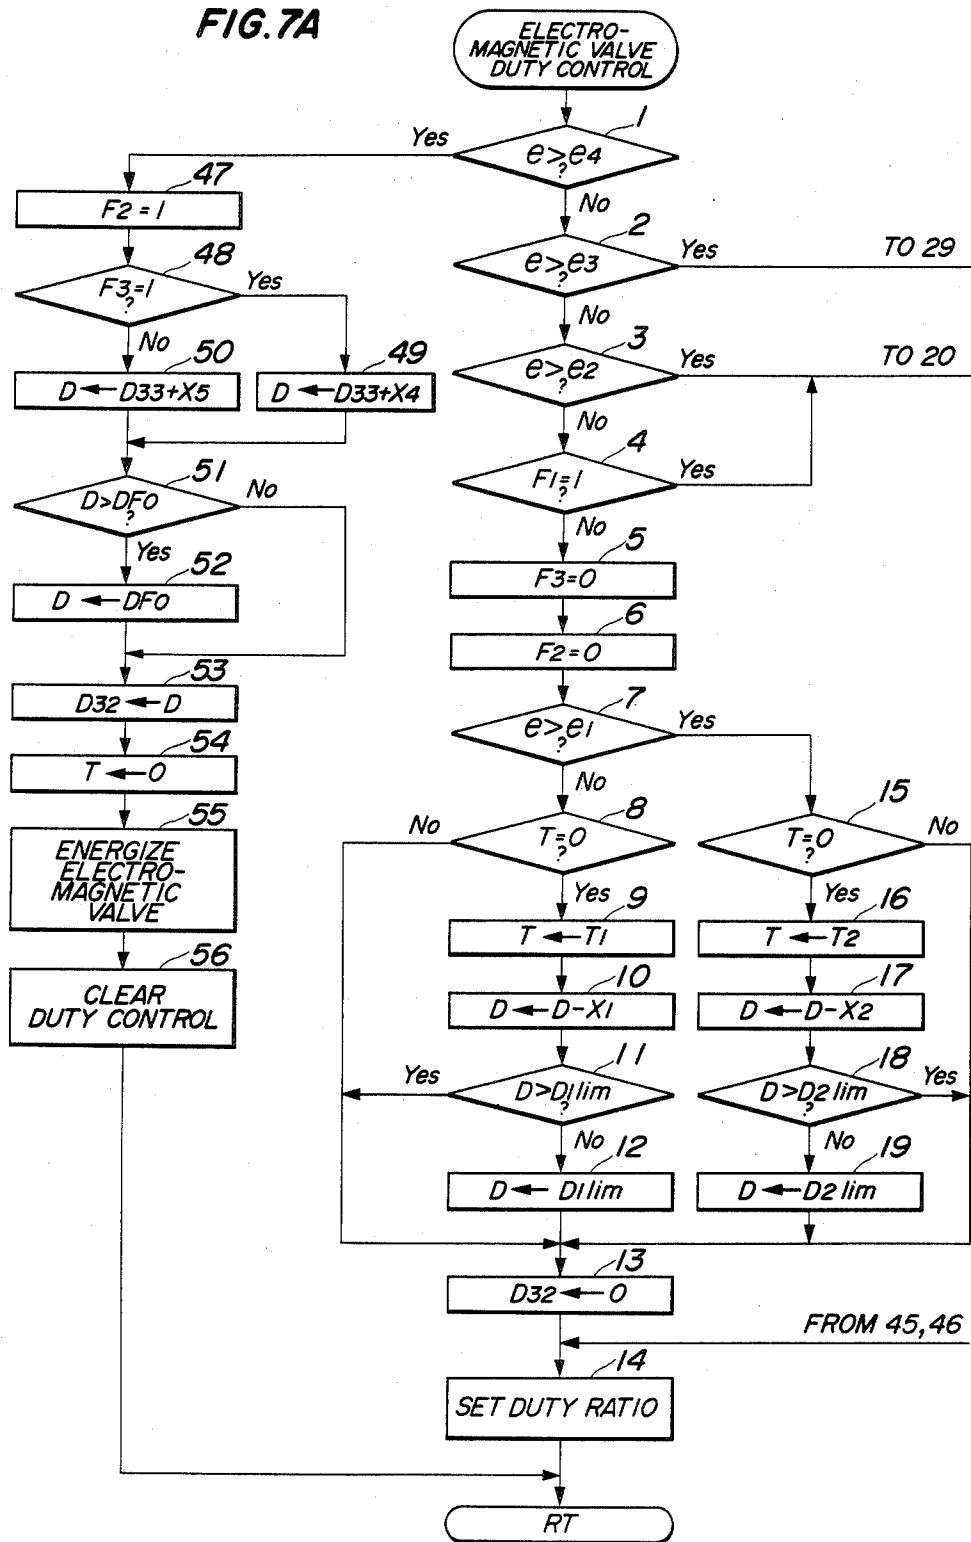 FIG. 7A
ELECTRO-
MAGNETIC VALVE
DUTY CONTROL
1
Yes
e>e4
?
No
47
F2=1
2
e>e3
?
Yes
TO 29
No
48
F3=1
?
Yes
No
3
e>e2
?
Yes
TO 20
No
50
D ← D33+X5
49
D ← D33+X4
4
F1=1
?
Yes
No
51
D>DFO
?
No
Yes
5
F3=0
52
D ← DFO
6
F2=0
53
D32 ← D
7
e>e1
?
Yes
No
54
T ← 0
8
No
T=0
?
Yes
15
T=0
?
No
Yes
55
ENERGIZE
ELECTRO-
MAGNETIC
VALVE
9
T ← T1
16
T ← T2
56
CLEAR
DUTY CONTROL
10
D ← D-X1
17
D ← D-X2
11
Yes
D>D1lim
?
No
18
D>D2lim
?
Yes
No
12
D ← D1lim
19
D ← D2lim
13
D32 ← 0
FROM 45,46
14
SET DUTY RATIO
RT